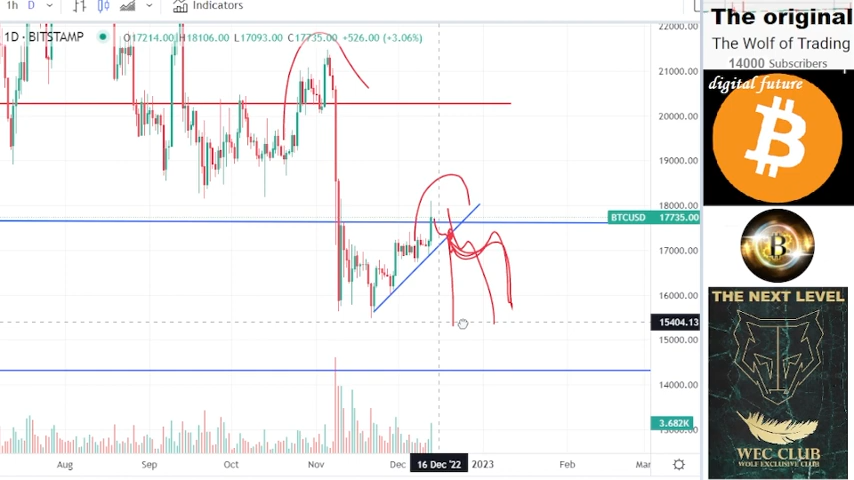 1h D Indicators
1D · BITSTAMP O17214.00 H18106.00 L17093.00 C17735.00 +526.00 (+3.06%)
22000.00
21000.00
20000.00
19000.00
18000.00
BTCUSD 17735.00
17000.00
16000.00
15404.13
15000.00
14000.00
3.682K
Aug Sep Oct Nov Dec 16 Dec '22 2023 Feb Mar
The original
The Wolf of Trading
14000 Subscribers
digital future
THE NEXT LEVEL
WEC CLUB
WOLF EXCLUSIVE CLUB